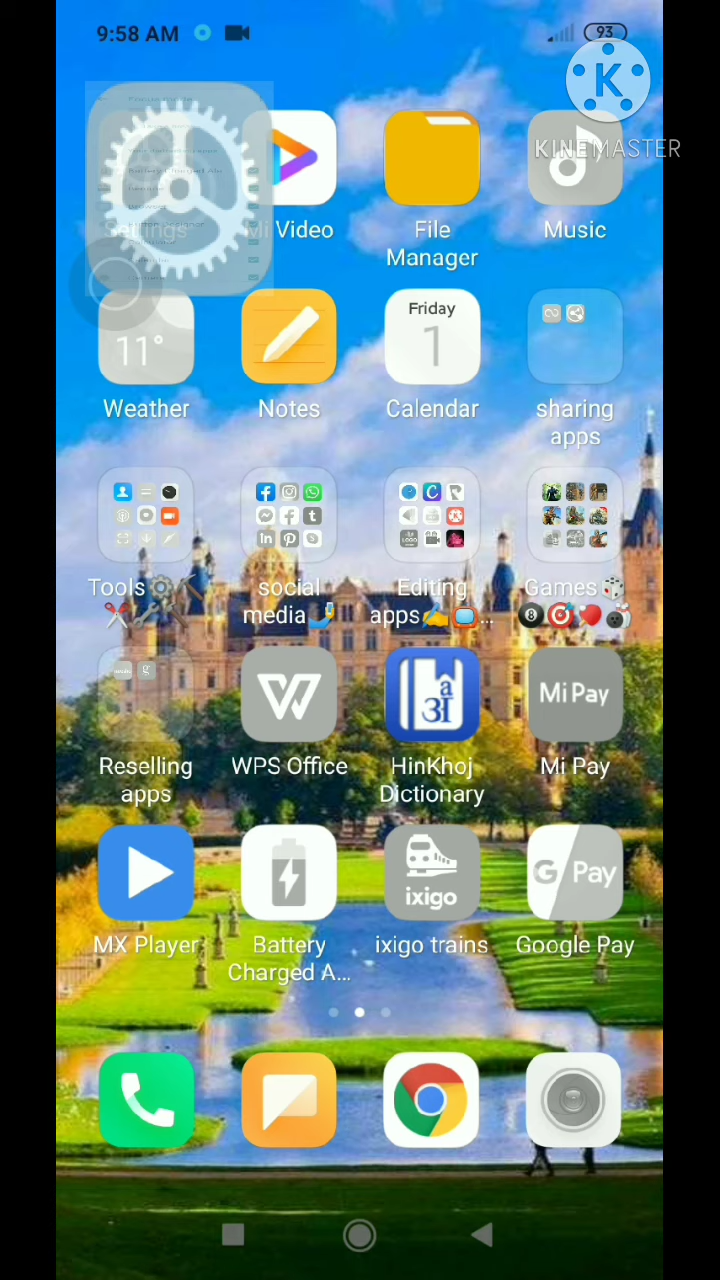 9:58 AM
93
K
KINEMASTER
Settings
Mi Video
File
Manager
Music
11°
Friday
1
Weather
Notes
Calendar
sharing
apps
Tools
social
media
Editing
apps✍...
Games
Reselling
apps
WPS Office
a
अ
HinKhoj
Dictionary
Mi Pay
Mi Pay
MX Player
Battery
Charged A...
ixigo
ixigo trains
G Pay
Google Pay